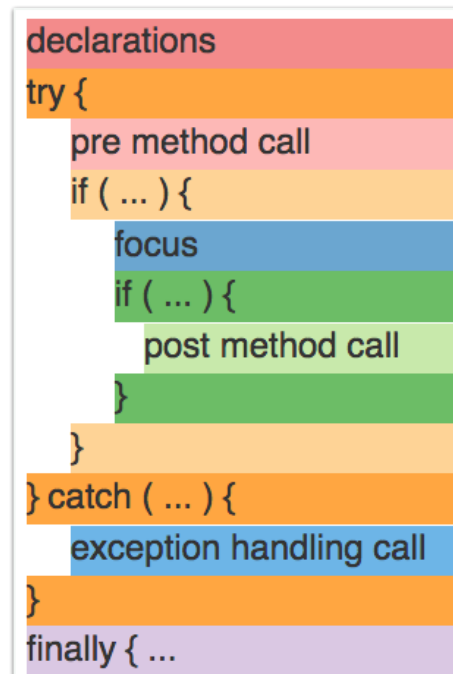 declarations
try {
pre method call
if ( ... ) {
focus
if ( ... ) {
post method call
}
}
} catch ( ... ) {
exception handling call
}
finally { ...